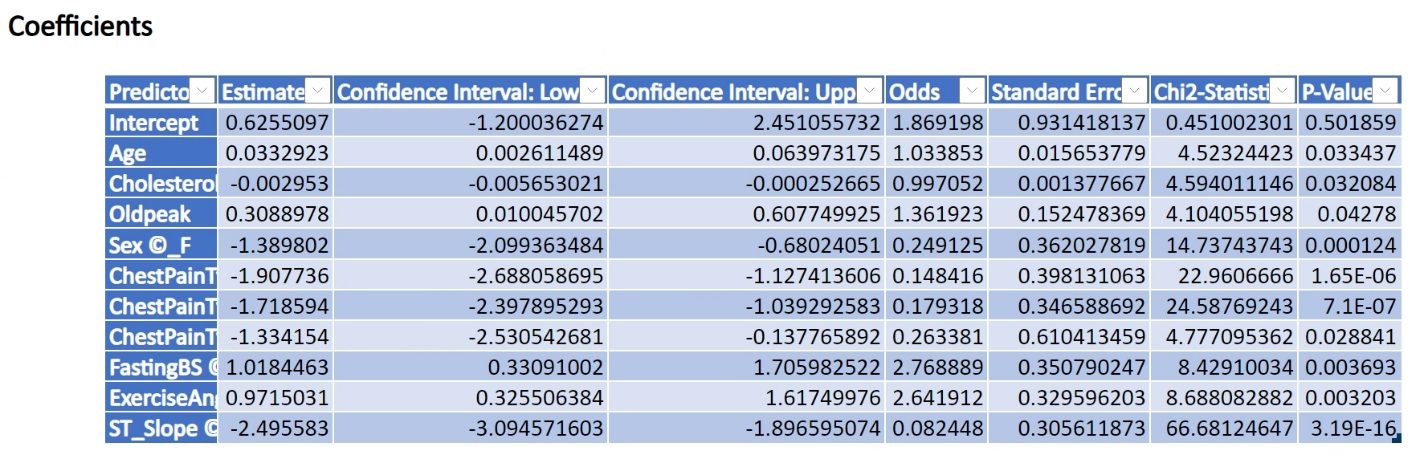 Coefficients
Predicto Estimate Confidence Interval: Low Confidence Interval: Upp Odds Standard Erro Chi2-Statisti P-Value
Intercept 0.6255097 -1.200036274 2.451055732 1.869198 0.931418137 0.451002301 0.501859
Age 0.0332923 0.002611489 0.063973175 1.033853 0.015653779 4.52324423 0.033437
Cholesterol -0.002953 -0.005653021 -0.000252665 0.997052 0.001377667 4.594011146 0.032084
Oldpeak 0.3088978 0.010045702 0.607749925 1.361923 0.152478369 4.104055198 0.04278
Sex ©_F -1.389802 -2.099363484 -0.68024051 0.249125 0.362027819 14.73743743 0.000124
ChestPainT -1.907736 -2.688058695 -1.127413606 0.148416 0.398131063 22.9606666 1.65E-06
ChestPainT -1.718594 -2.397895293 -1.039292583 0.179318 0.346588692 24.58769243 7.1E-07
ChestPainT -1.334154 -2.530542681 -0.137765892 0.263381 0.610413459 4.777095362 0.028841
FastingBS © 1.0184463 0.33091002 1.705982522 2.768889 0.350790247 8.42910034 0.003693
ExerciseAng 0.9715031 0.325506384 1.61749976 2.641912 0.329596203 8.688082882 0.003203
ST_Slope © -2.495583 -3.094571603 -1.896595074 0.082448 0.305611873 66.68124647 3.19E-16